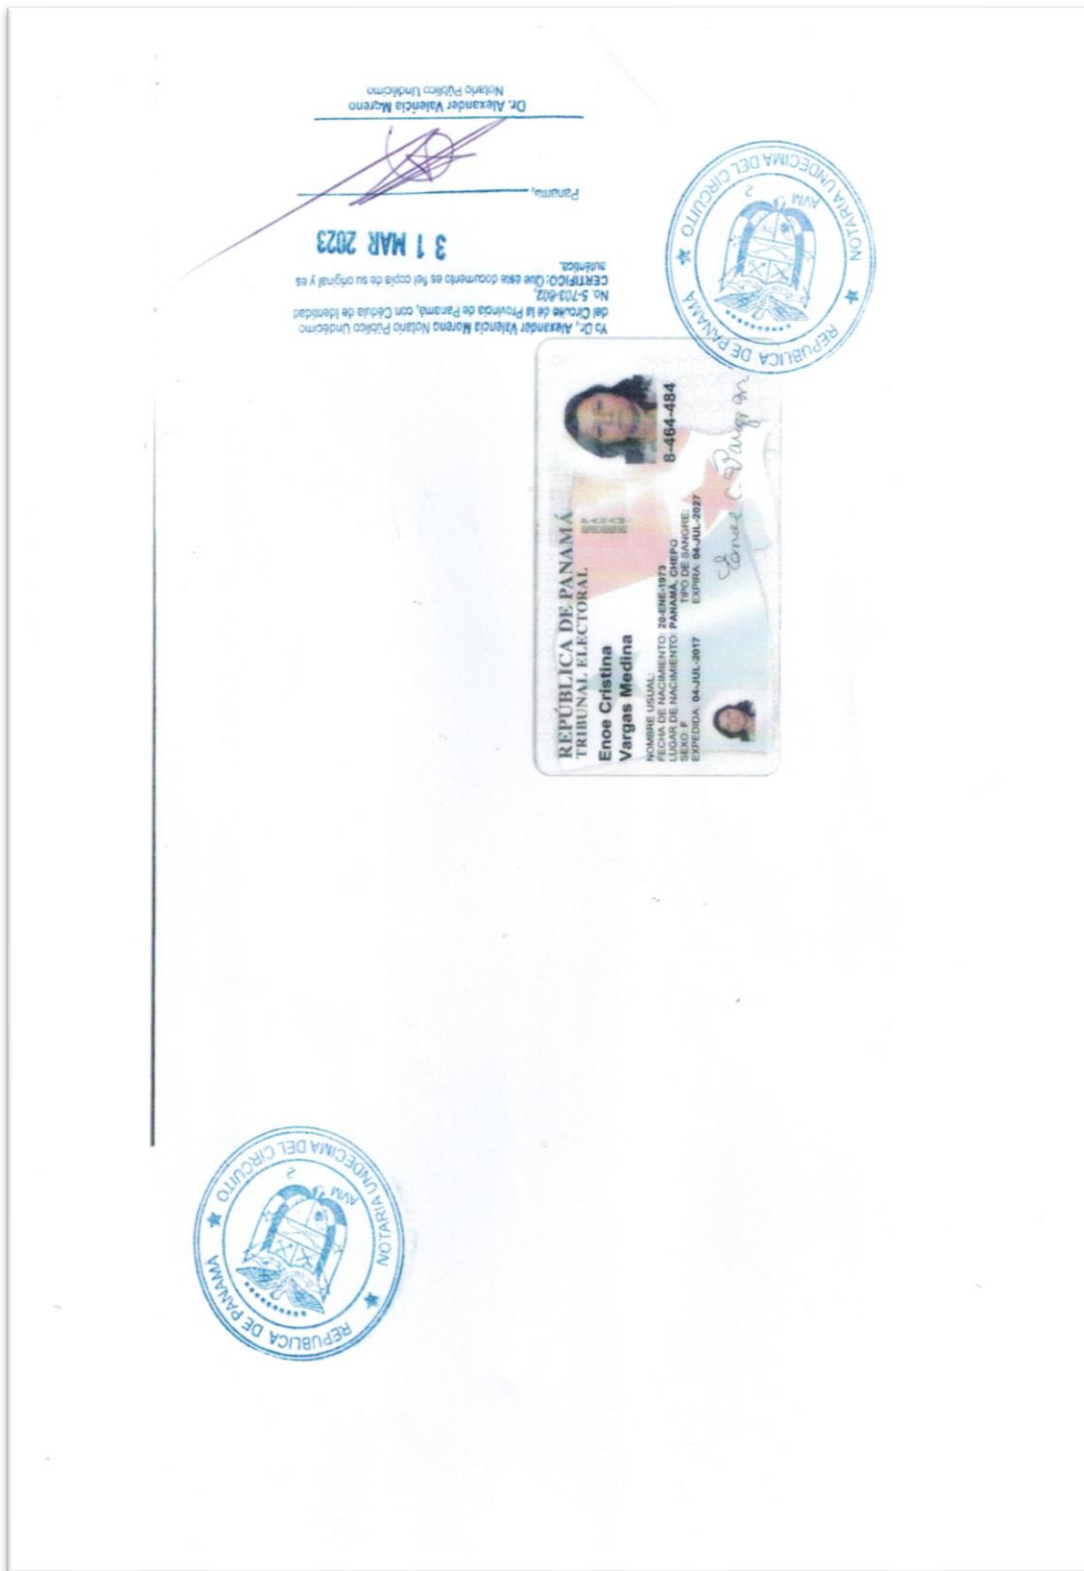 Yo Dr., Alexander Valencia Moreno Notario Público Undécimo
del Circuito de la Provincia de Panamá, con Cédula de Identidad
No. 5-703-602,
CERTIFICO: Que este documento es fiel copia de su original y es
auténtica.
31 MAR 2023
Panamá,
Dr. Alexander Valencia Moreno
Notario Público Undécimo
REPUBLICA DE PANAMA
NOTARIA UNDECIMA DEL CIRCUITO
AVM
2
REPÚBLICA DE PANAMÁ
TRIBUNAL ELECTORAL
Enoe Cristina
Vargas Medina
NOMBRE USUAL:
FECHA DE NACIMIENTO: 20-ENE-1973
LUGAR DE NACIMIENTO: PANAMÁ, CHEPO
SEXO: F TIPO DE SANGRE:
EXPEDIDA: 04-JUL-2017 EXPIRA: 04-JUL-2027
8-464-484
REPUBLICA DE PANAMA
NOTARIA UNDECIMA DEL CIRCUITO
AVM
2